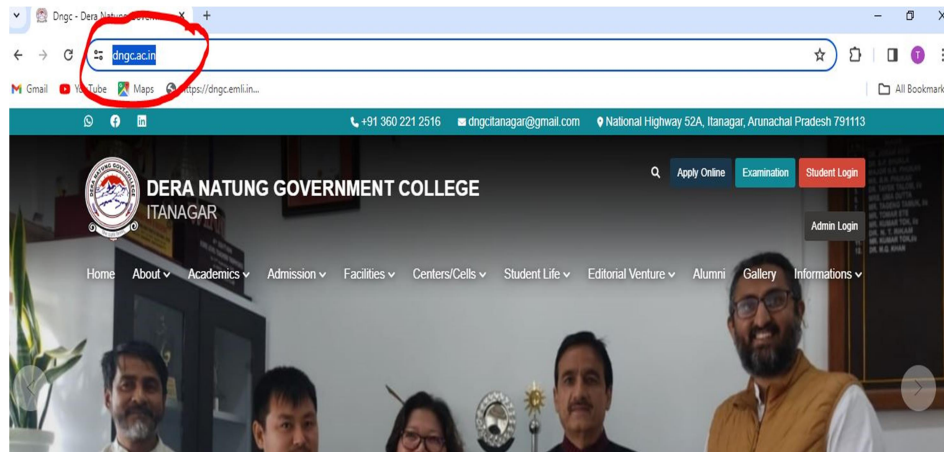 Dngc - Dera Natung Governm
dngc.ac.in
Gmail YouTube Maps https://dngc.emli.in... All Bookmark
+91 360 221 2516 dngcitanagar@gmail.com National Highway 52A, Itanagar, Arunachal Pradesh 791113
DERA NATUNG GOVERNMENT COLLEGE
ITANAGAR
Apply Online Examination Student Login
Admin Login
Home About Academics Admission Facilities Centers/Cells Student Life Editorial Venture Alumni Gallery Informations